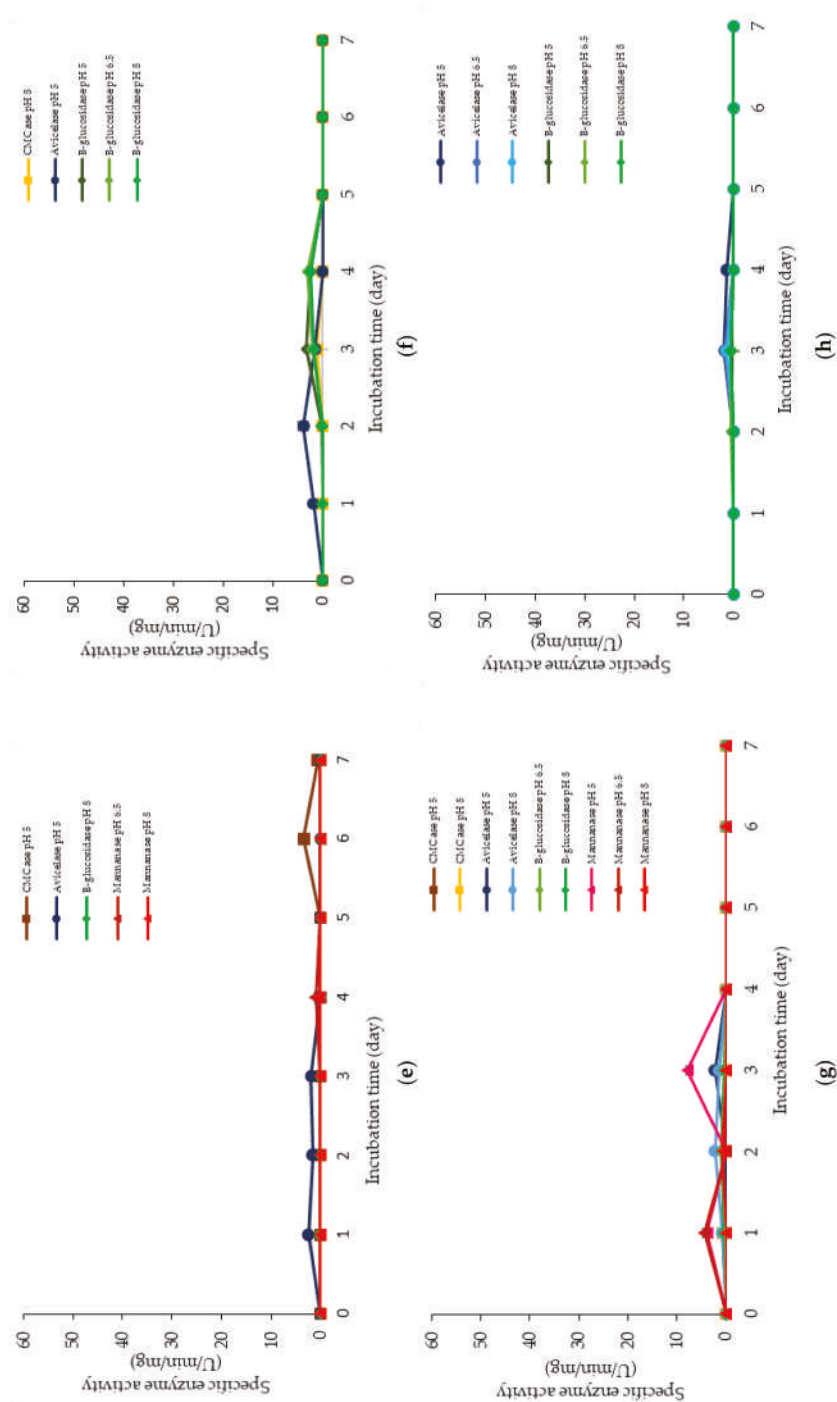 60
50
40
30
20
10
0
Specific enzyme activity
(U/min/mg)
CMCase pH 5
Avicelase pH 5
B-glucosidase pH 8
Mannanase pH 6.5
Mannanase pH 8
0 1 2 3 4 5 6 7
Incubation time (day)
(e)
60
50
40
30
20
10
0
Specific enzyme activity
(U/min/mg)
CMCase pH 8
Avicelase pH 5
B-glucosidase pH 5
B-glucosidase pH 6.5
B-glucosidase pH 8
0 1 2 3 4 5 6 7
Incubation time (day)
(f)
60
50
40
30
20
10
0
Specific enzyme activity
(U/min/mg)
CMCase pH 5
CMCase pH 8
Avicelase pH 5
Avicelase pH 8
B-glucosidase pH 6.5
B-glucosidase pH 8
Mannanase pH 5
Mannanase pH 6.5
Mannanase pH 8
0 1 2 3 4 5 6 7
Incubation time (day)
(g)
60
50
40
30
20
10
0
Specific enzyme activity
(U/min/mg)
Avicelase pH 5
Avicelase pH 6.5
Avicelase pH 8
B-glucosidase pH 5
B-glucosidase pH 6.5
B-glucosidase pH 8
0 1 2 3 4 5 6 7
Incubation time (day)
(h)